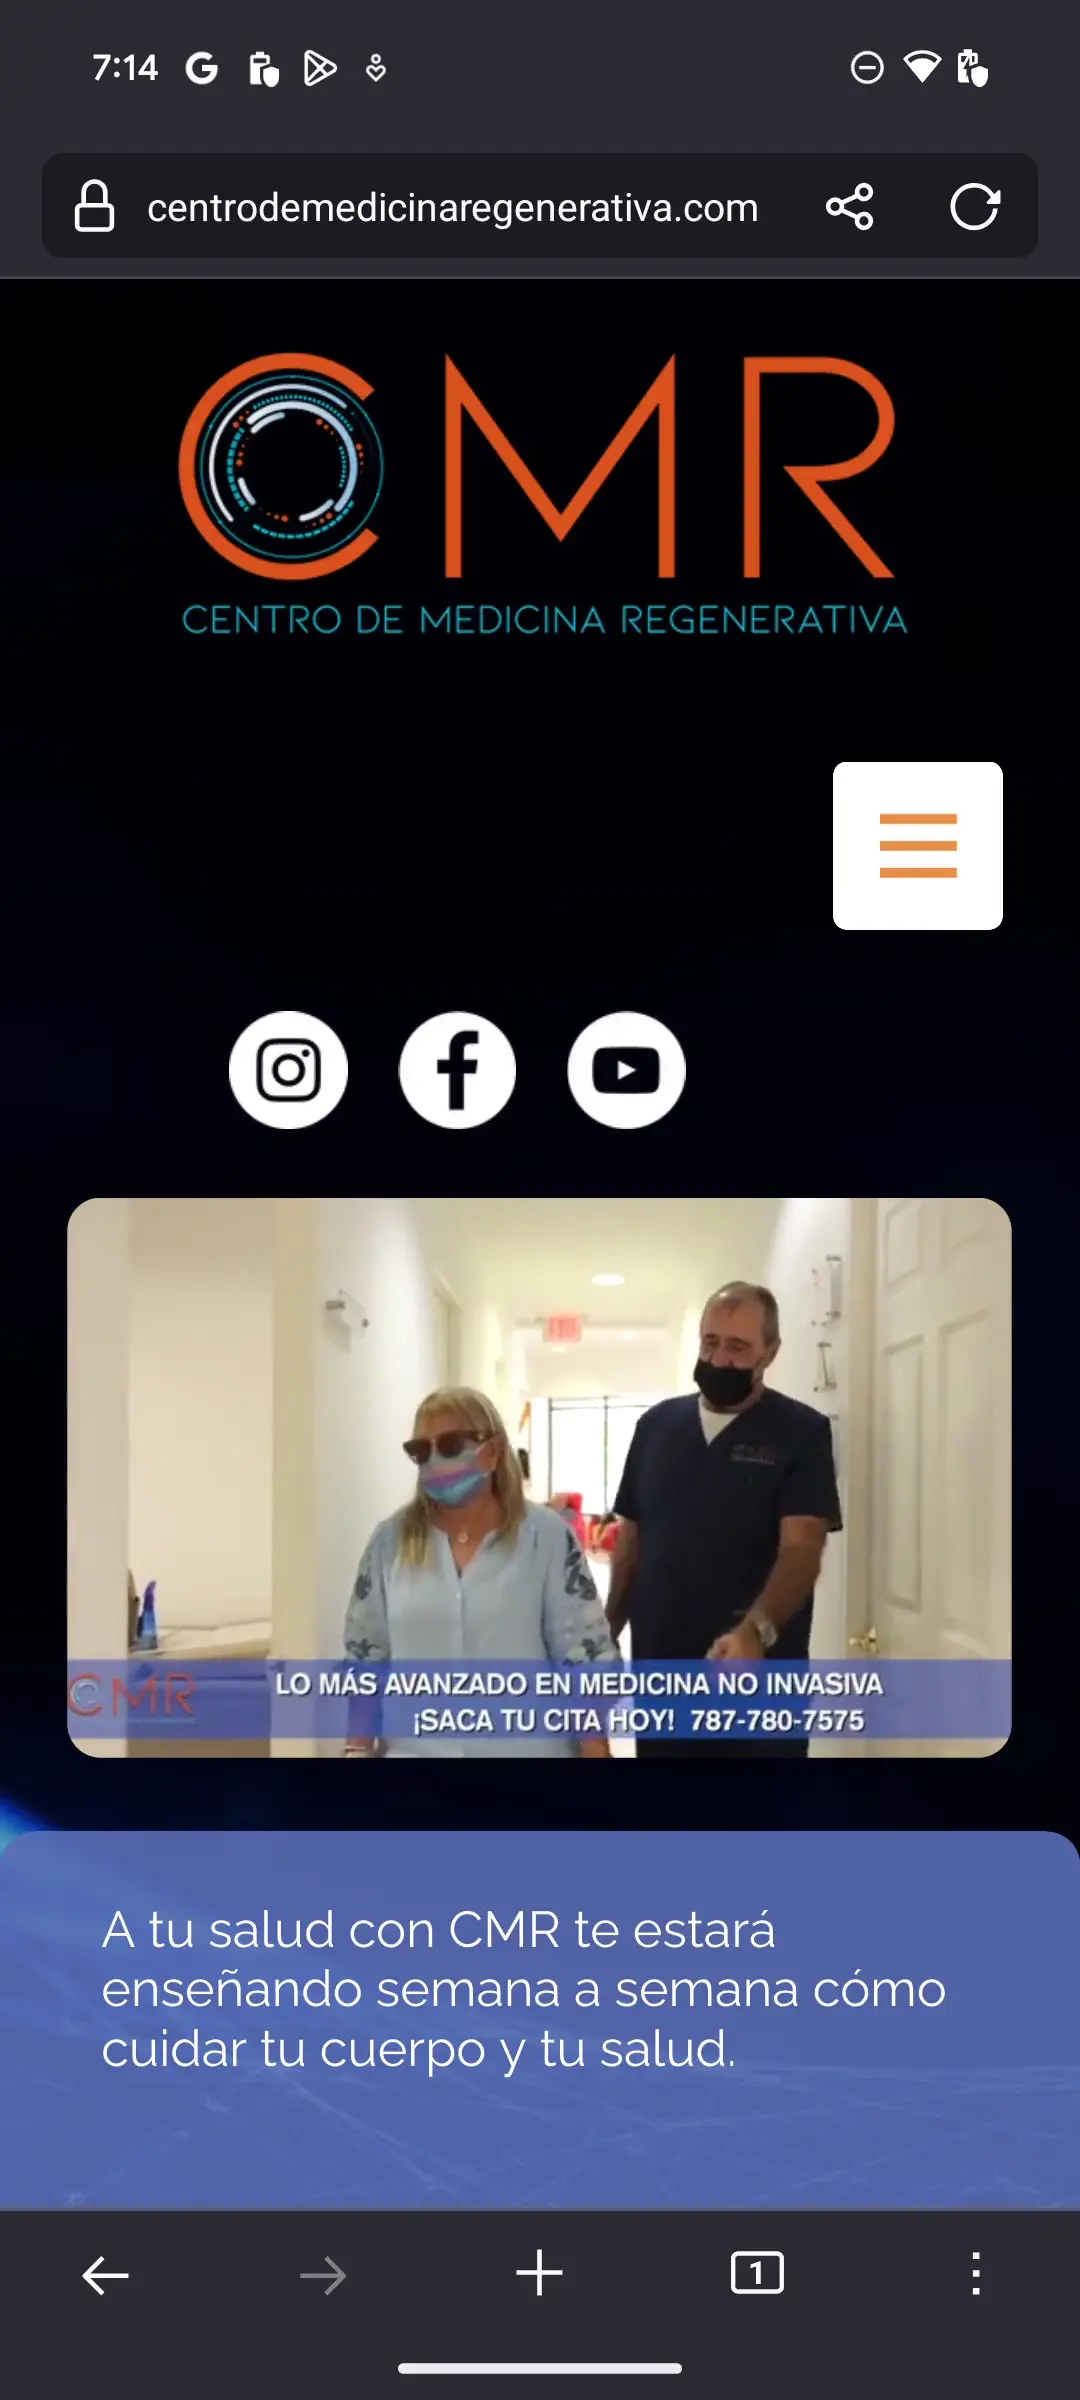 7:14
centrodemedicinaregenerativa.com
CMR
CENTRO DE MEDICINA REGENERATIVA
EXIT
CMR
LO MÁS AVANZADO EN MEDICINA NO INVASIVA
¡SACA TU CITA HOY! 787-780-7575
A tu salud con CMR te estará
enseñando semana a semana cómo
cuidar tu cuerpo y tu salud.
1